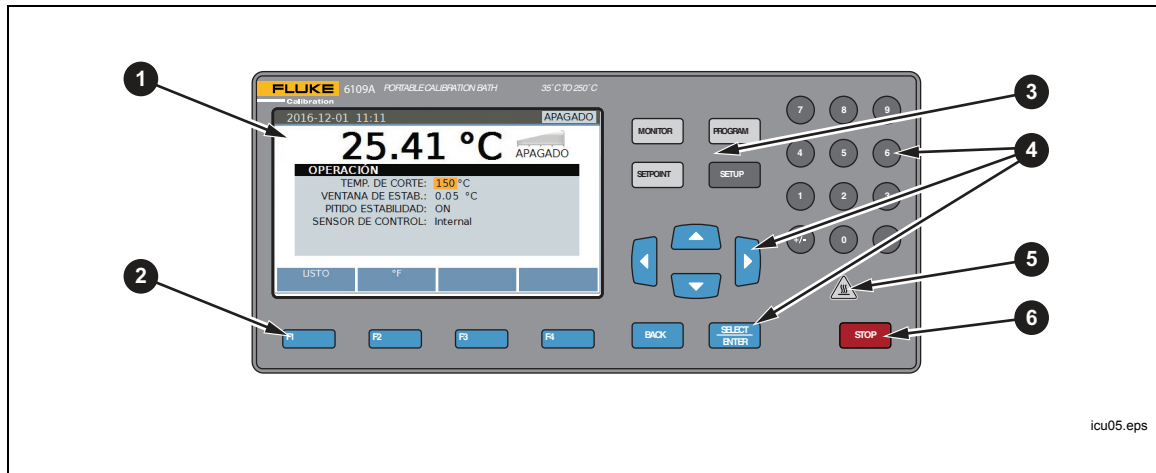 1
FLUKE 6109A PORTABLE CALIBRATION BATH 35°C TO 250°C
Calibration
2016-12-01 11:11 APAGADO
25.41 °C APAGADO
OPERACIÓN
TEMP. DE CORTE: 150 °C
VENTANA DE ESTAB.: 0.05 °C
PITIDO ESTABILIDAD: ON
SENSOR DE CONTROL: Internal
LISTO °F
2
F1 F2 F3 F4
MONITOR PROGRAM
SETPOINT SETUP
BACK SELECT
ENTER
7 8 9
4 5 6
1 2 3
+/- 0
STOP
3
4
5
6
icu05.eps